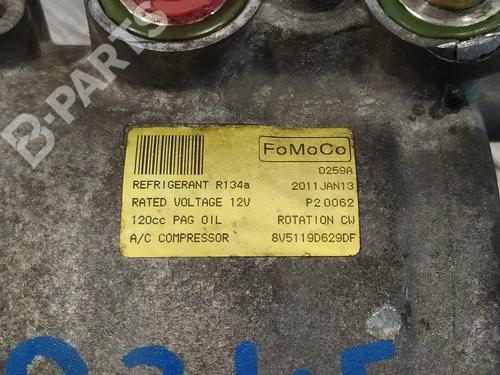 B-PARTS
FoMoCo
0259A
REFRIGERANT R134a 2011JAN13
RATED VOLTAGE 12V P20062
120cc PAG OIL ROTATION CW
A/C COMPRESSOR 8V5119D629DF